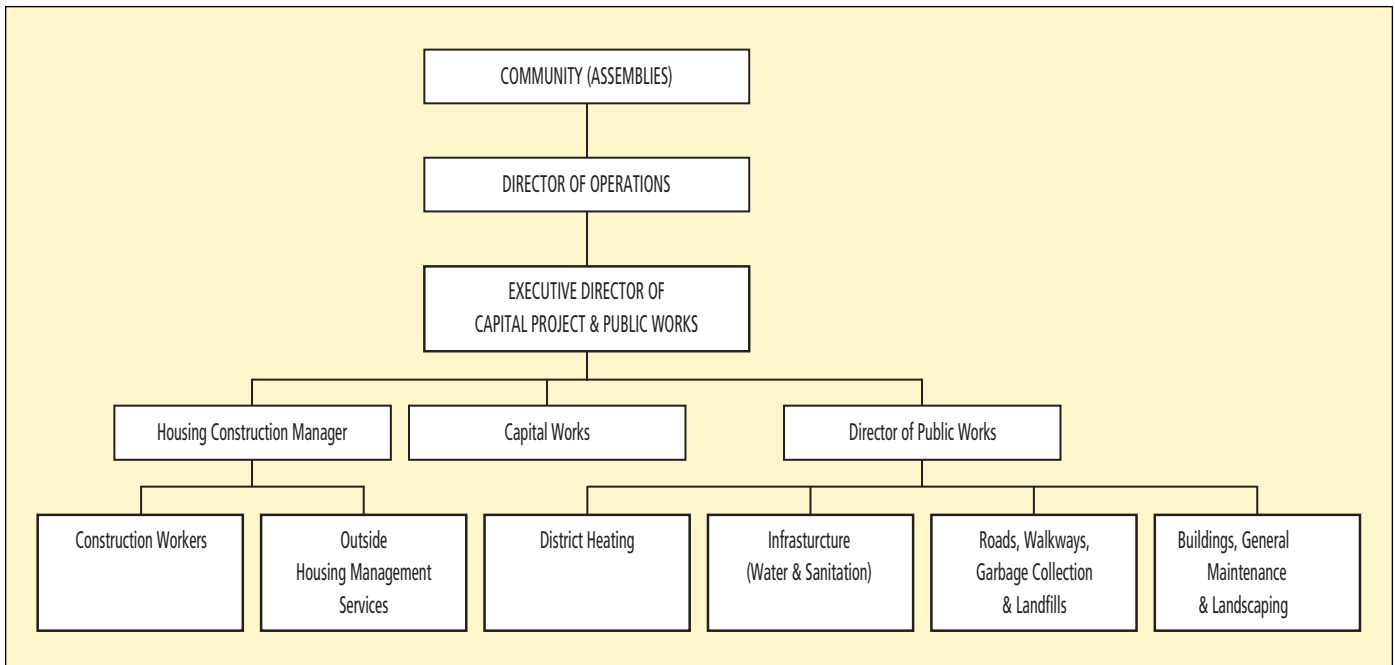 COMMUNITY (ASSEMBLIES)
DIRECTOR OF OPERATIONS
EXECUTIVE DIRECTOR OF
CAPITAL PROJECT & PUBLIC WORKS
Housing Construction Manager
Capital Works
Director of Public Works
Construction Workers
Outside
Housing Management
Services
District Heating
Infrasturcture
(Water & Sanitation)
Roads, Walkways,
Garbage Collection
& Landfills
Buildings, General
Maintenance
& Landscaping